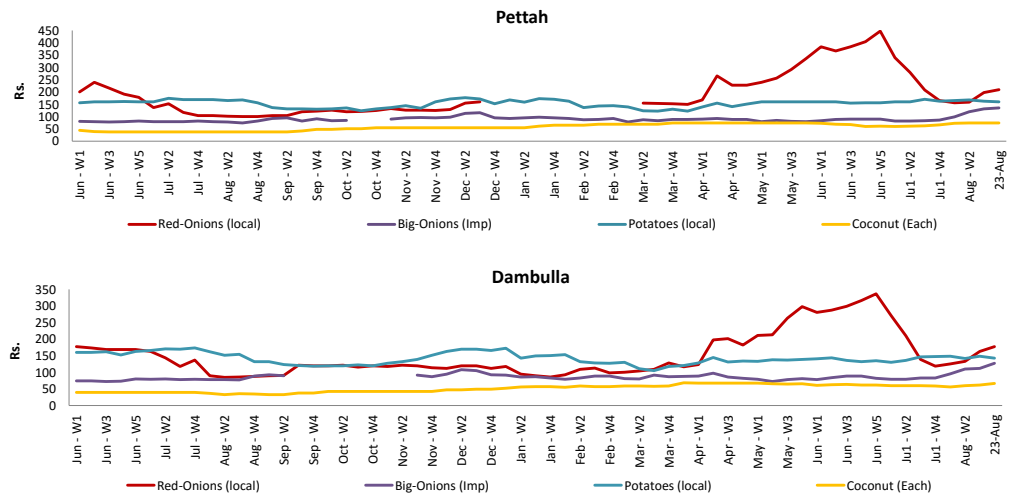 Pettah
450
400
350
300
250
200
150
100
50
0
Rs.
Jun - W1
Jun - W3
Jun - W5
Jul - W2
Jul - W4
Aug - W2
Aug - W4
Sep - W2
Sep - W4
Oct - W2
Oct - W4
Nov - W2
Nov - W4
Dec - W2
Dec - W4
Jan - W2
Jan - W4
Feb - W2
Feb - W4
Mar - W2
Mar - W4
Apr - W1
Apr - W3
May - W1
May - W3
Jun - W1
Jun - W3
Jun - W5
Ju1 - W2
Ju1 - W4
Aug - W2
23-Aug
Red-Onions (local)
Big-Onions (Imp)
Potatoes (local)
Coconut (Each)
Dambulla
350
300
250
200
150
100
50
0
Rs.
Jun - W1
Jun - W3
Jun - W5
Jul - W2
Jul - W4
Aug - W2
Aug - W4
Sep - W2
Sep - W4
Oct - W2
Oct - W4
Nov - W2
Nov - W4
Dec - W2
Dec - W4
Jan - W2
Jan - W4
Feb - W2
Feb - W4
Mar - W2
Mar - W4
Apr - W1
Apr - W3
May - W1
May - W3
Jun - W1
Jun - W3
Jun - W5
Ju1 - W2
Ju1 - W4
Aug - W2
23-Aug
Red-Onions (local)
Big-Onions (Imp)
Potatoes (local)
Coconut (Each)